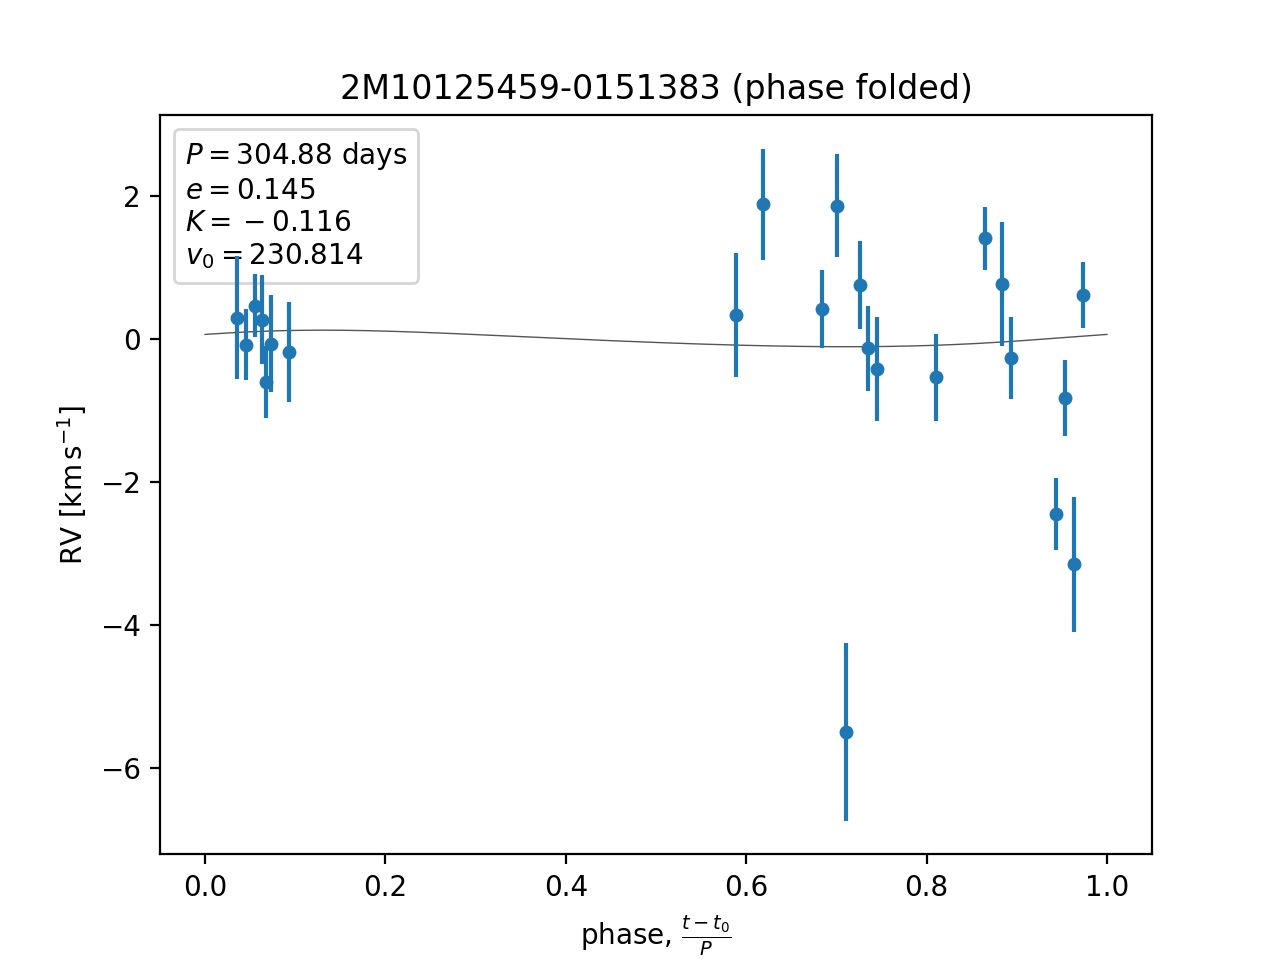 2M10125459-0151383 (phase folded)
P = 304.88 days
e = 0.145
K = −0.116
v₀ = 230.814
2
0
−2
−4
−6
RV [km s⁻¹]
0.0 0.2 0.4 0.6 0.8 1.0
phase, (t − t₀)/P